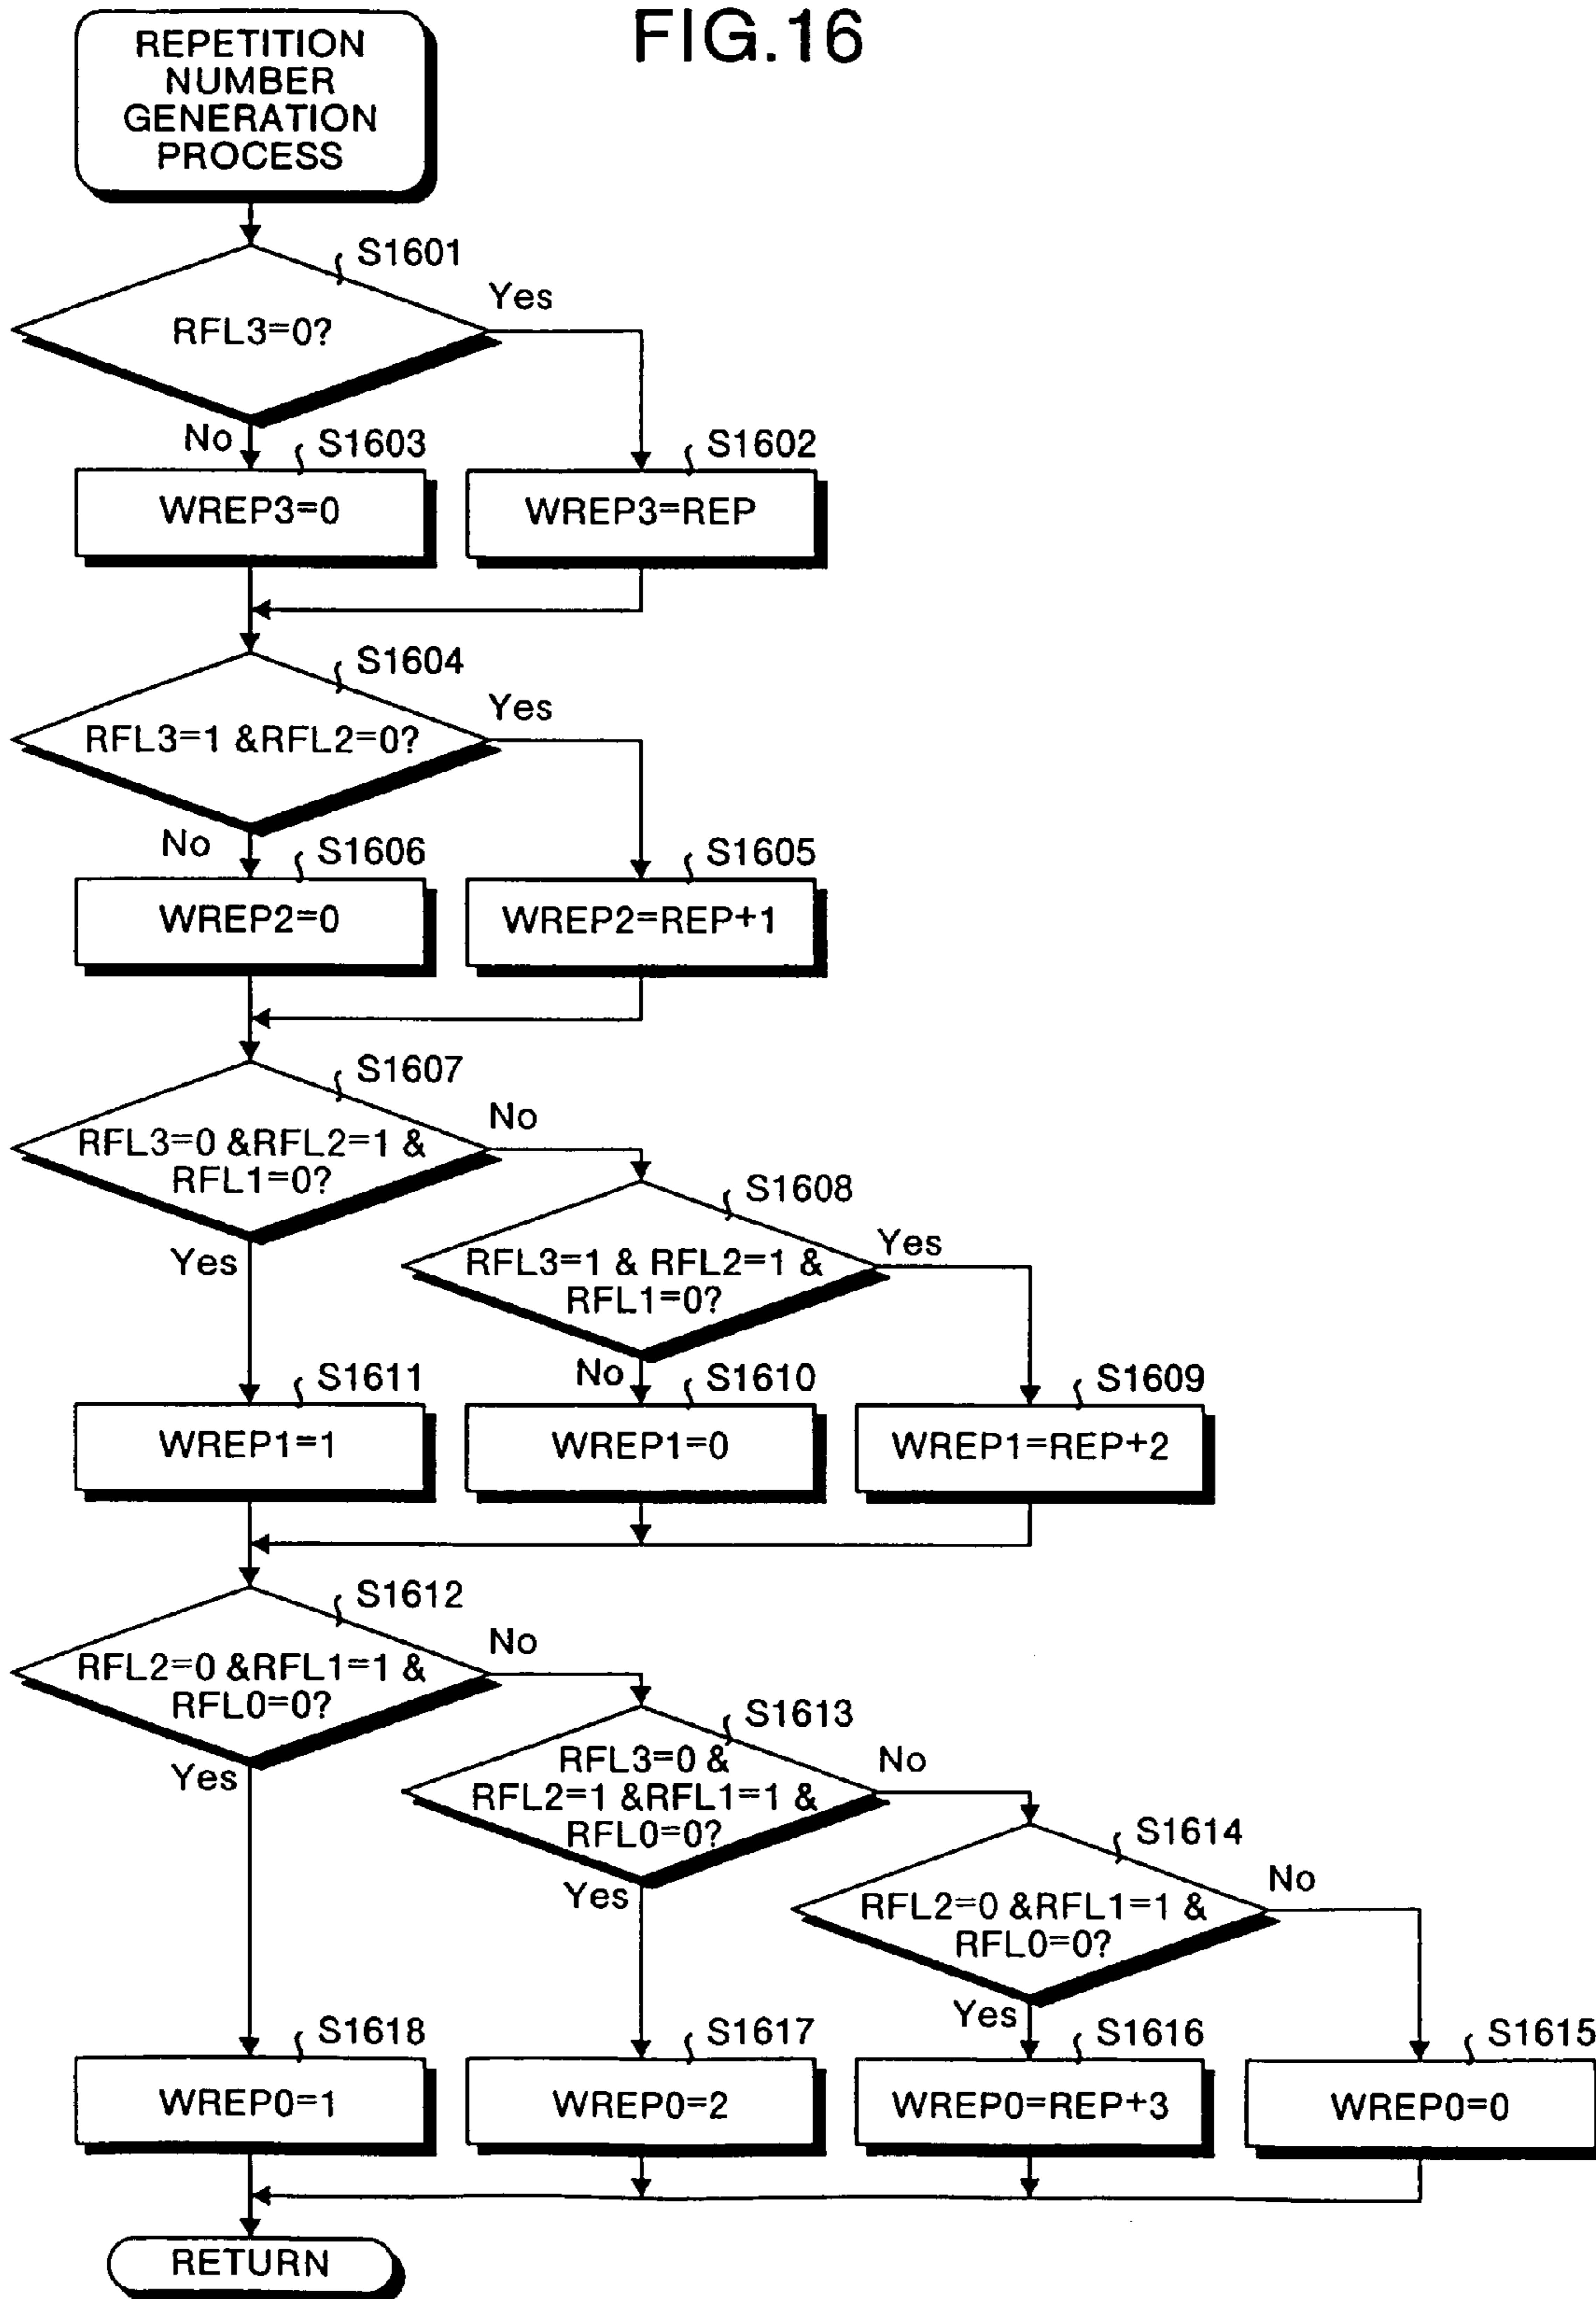 FIG.16
REPETITION
NUMBER
GENERATION
PROCESS
S1601
RFL3=0?
Yes
No
S1603
WREP3=0
S1602
WREP3=REP
S1604
RFL3=1 &RFL2=0?
Yes
No
S1606
WREP2=0
S1605
WREP2=REP+1
S1607
RFL3=0 &RFL2=1 &
RFL1=0?
No
Yes
S1608
RFL3=1 & RFL2=1 &
RFL1=0?
Yes
No
S1611
WREP1=1
S1610
WREP1=0
S1609
WREP1=REP+2
S1612
RFL2=0 &RFL1=1 &
RFL0=0?
No
Yes
S1613
RFL3=0 &
RFL2=1 &RFL1=1 &
RFL0=0?
No
Yes
S1614
RFL2=0 &RFL1=1 &
RFL0=0?
No
Yes
S1618
WREP0=1
S1617
WREP0=2
S1616
WREP0=REP+3
S1615
WREP0=0
RETURN